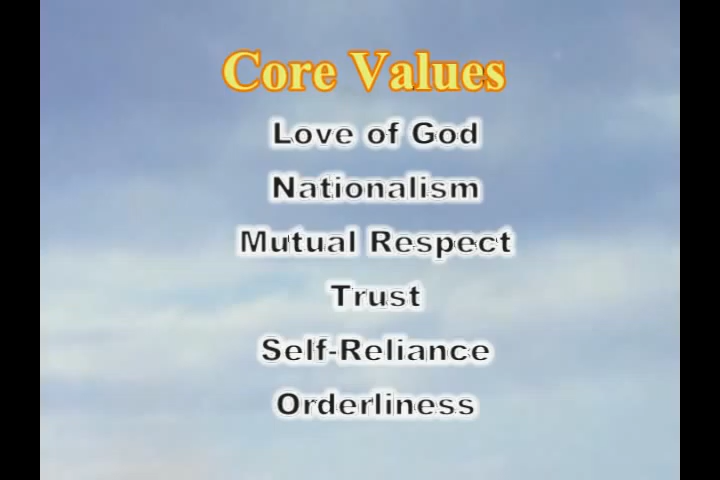 Core Values
Love of God
Nationalism
Mutual Respect
Trust
Self-Reliance
Orderliness